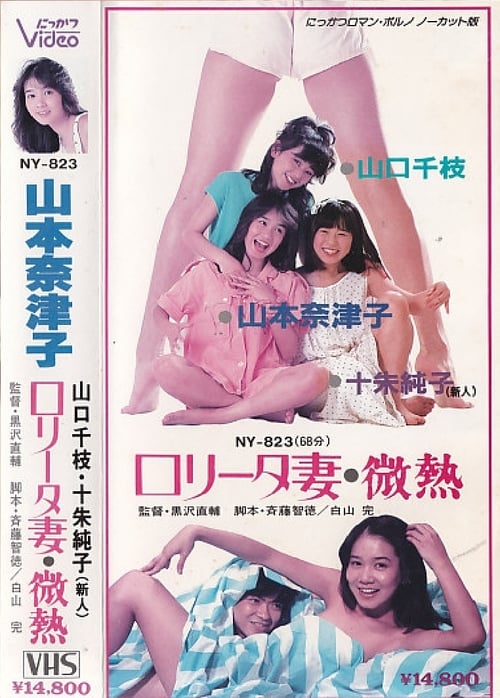 にっかつ
Video
NY-823
山本奈津子
山口千枝・十朱純子(新人)
ロリータ妻・微熱
監督・黒沢直輔 脚本・斉藤智徳/白山 完
VHS
¥14,800
にっかつロマン・ポルノ ノーカット版
山口千枝
山本奈津子
十朱純子(新人)
NY-823(68分)
ロリータ妻・微熱
監督・黒沢直輔 脚本・斉藤智徳/白山 完
¥14,800